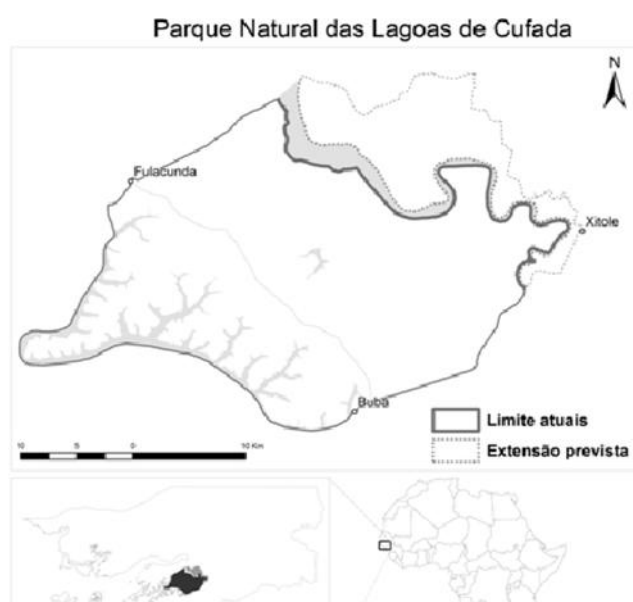 Parque Natural das Lagoas de Cufada
N
Fulacunda
Xitole
Buba
Limite atuais
Extensão prevista
10 5 0 10 Km